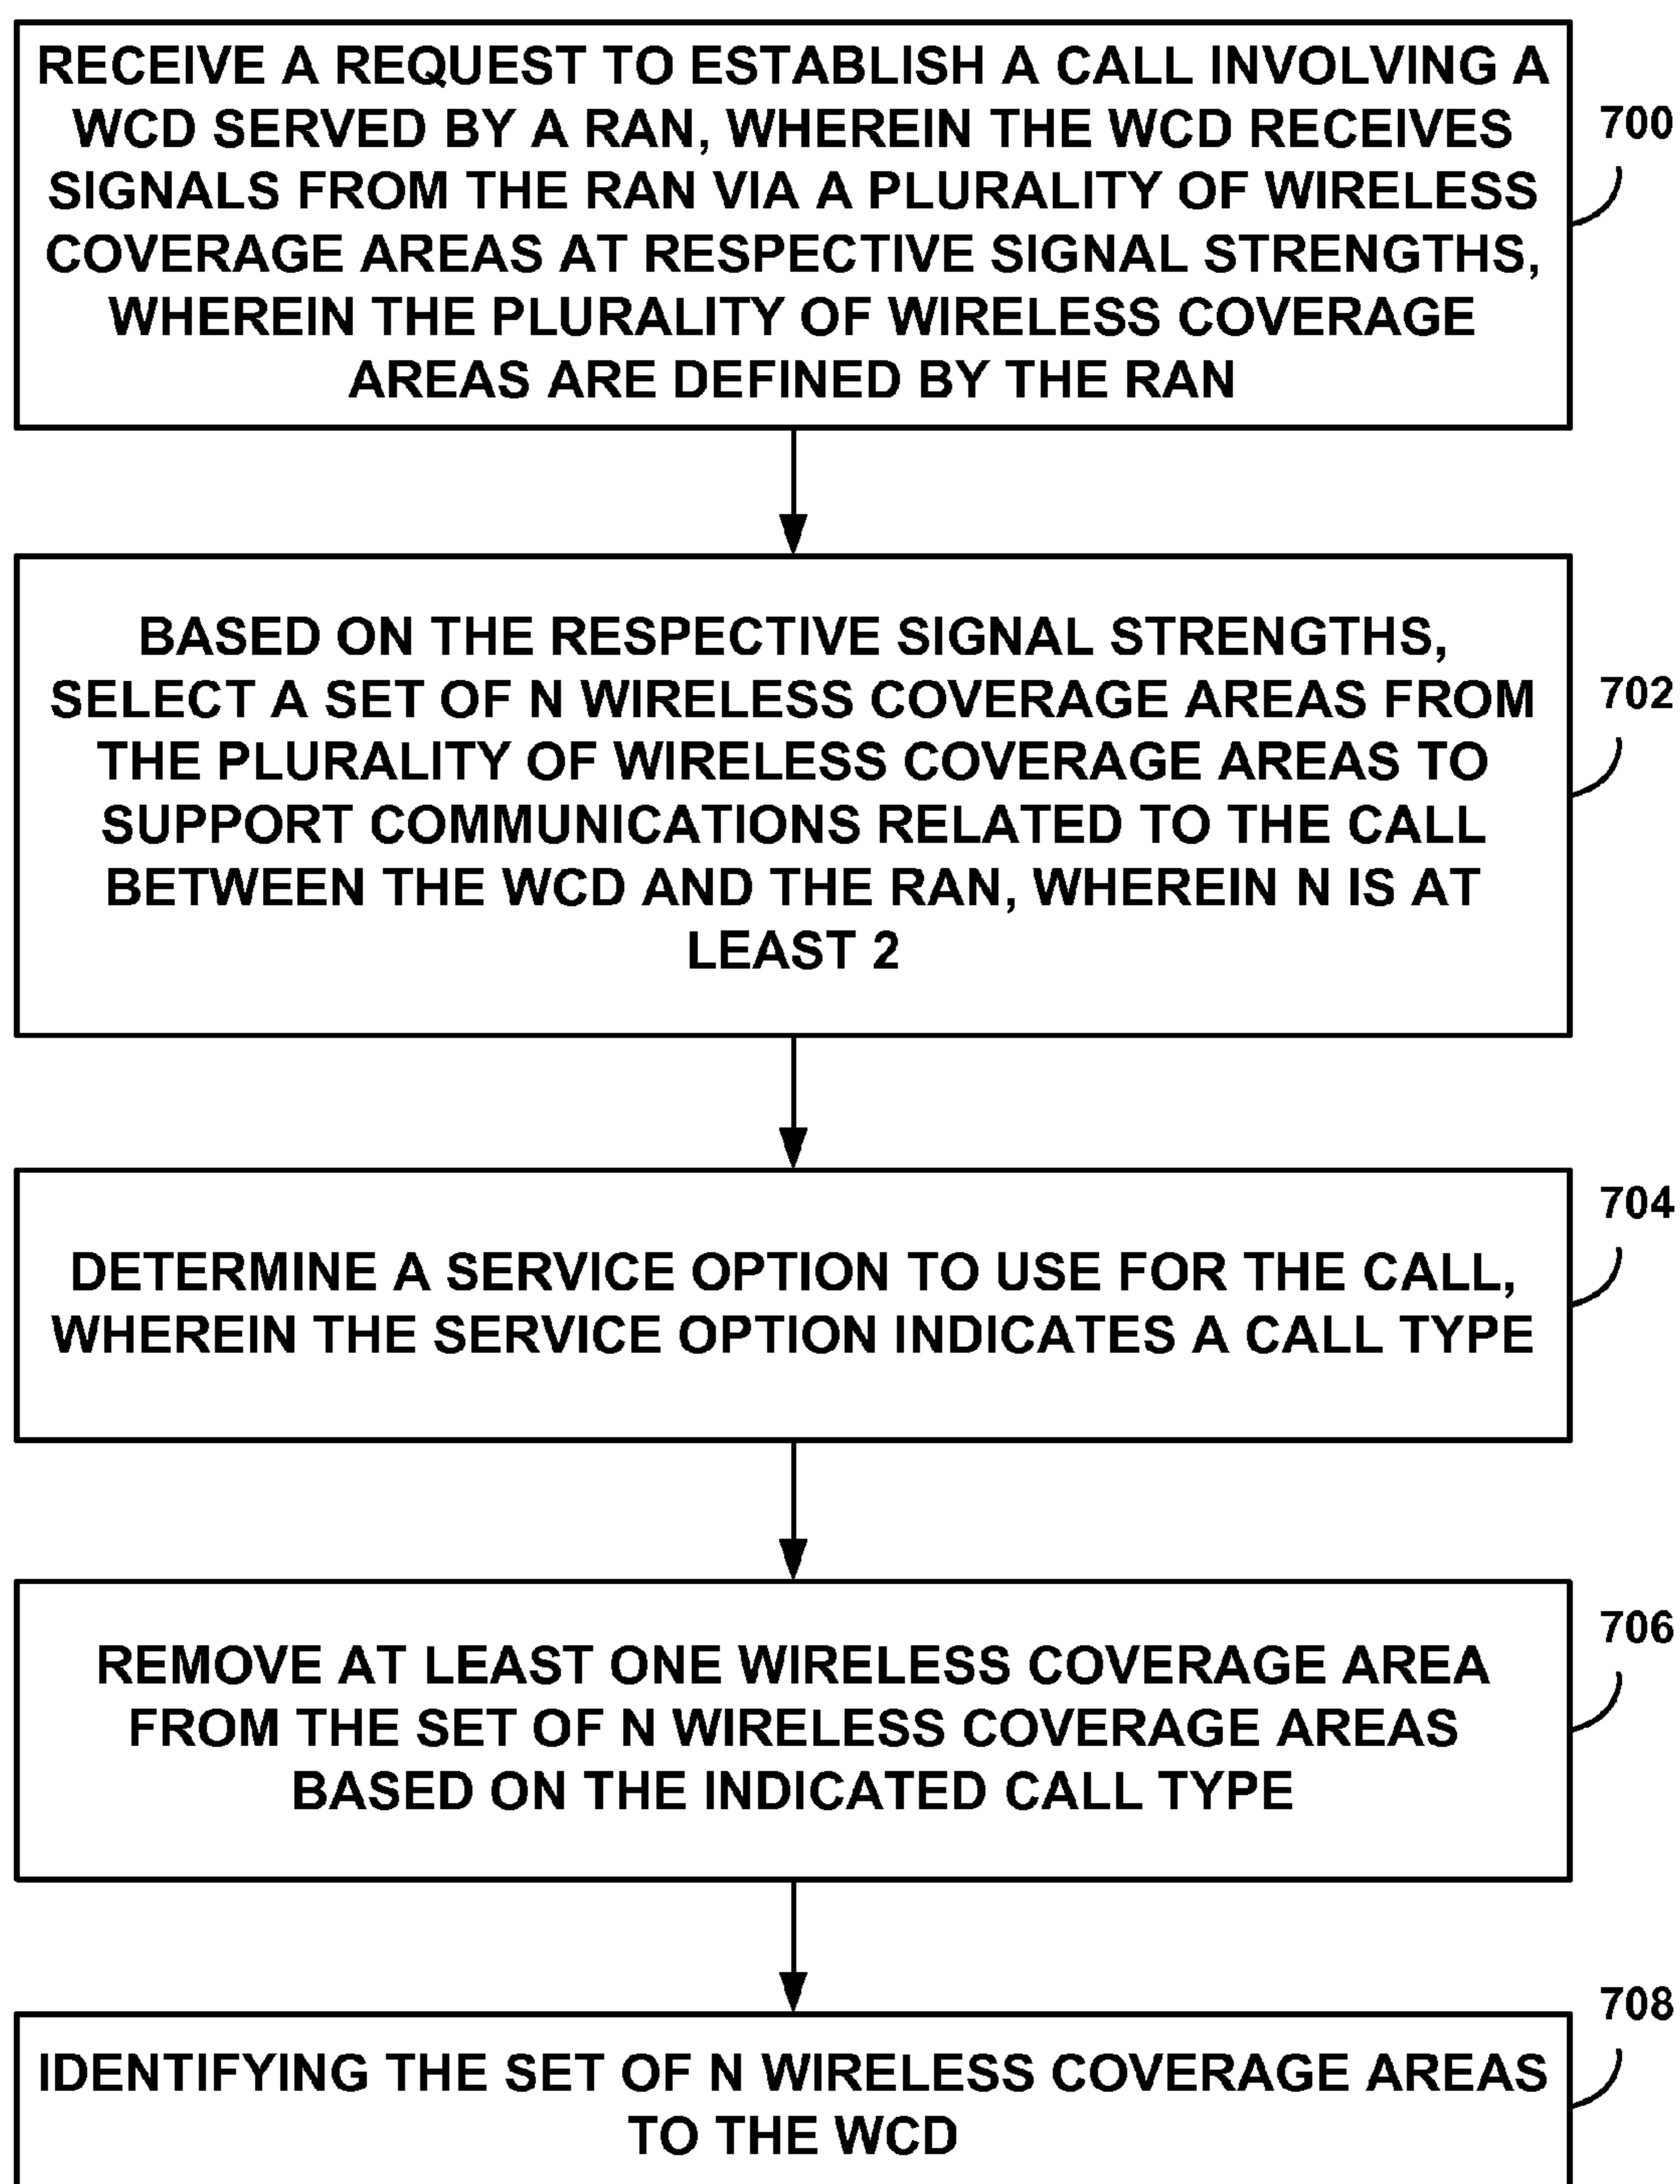 RECEIVE A REQUEST TO ESTABLISH A CALL INVOLVING A
WCD SERVED BY A RAN, WHEREIN THE WCD RECEIVES
SIGNALS FROM THE RAN VIA A PLURALITY OF WIRELESS
COVERAGE AREAS AT RESPECTIVE SIGNAL STRENGTHS,
WHEREIN THE PLURALITY OF WIRELESS COVERAGE
AREAS ARE DEFINED BY THE RAN
700
BASED ON THE RESPECTIVE SIGNAL STRENGTHS,
SELECT A SET OF N WIRELESS COVERAGE AREAS FROM
THE PLURALITY OF WIRELESS COVERAGE AREAS TO
SUPPORT COMMUNICATIONS RELATED TO THE CALL
BETWEEN THE WCD AND THE RAN, WHEREIN N IS AT
LEAST 2
702
DETERMINE A SERVICE OPTION TO USE FOR THE CALL,
WHEREIN THE SERVICE OPTION INDICATES A CALL TYPE
704
REMOVE AT LEAST ONE WIRELESS COVERAGE AREA
FROM THE SET OF N WIRELESS COVERAGE AREAS
BASED ON THE INDICATED CALL TYPE
706
IDENTIFYING THE SET OF N WIRELESS COVERAGE AREAS
TO THE WCD
708